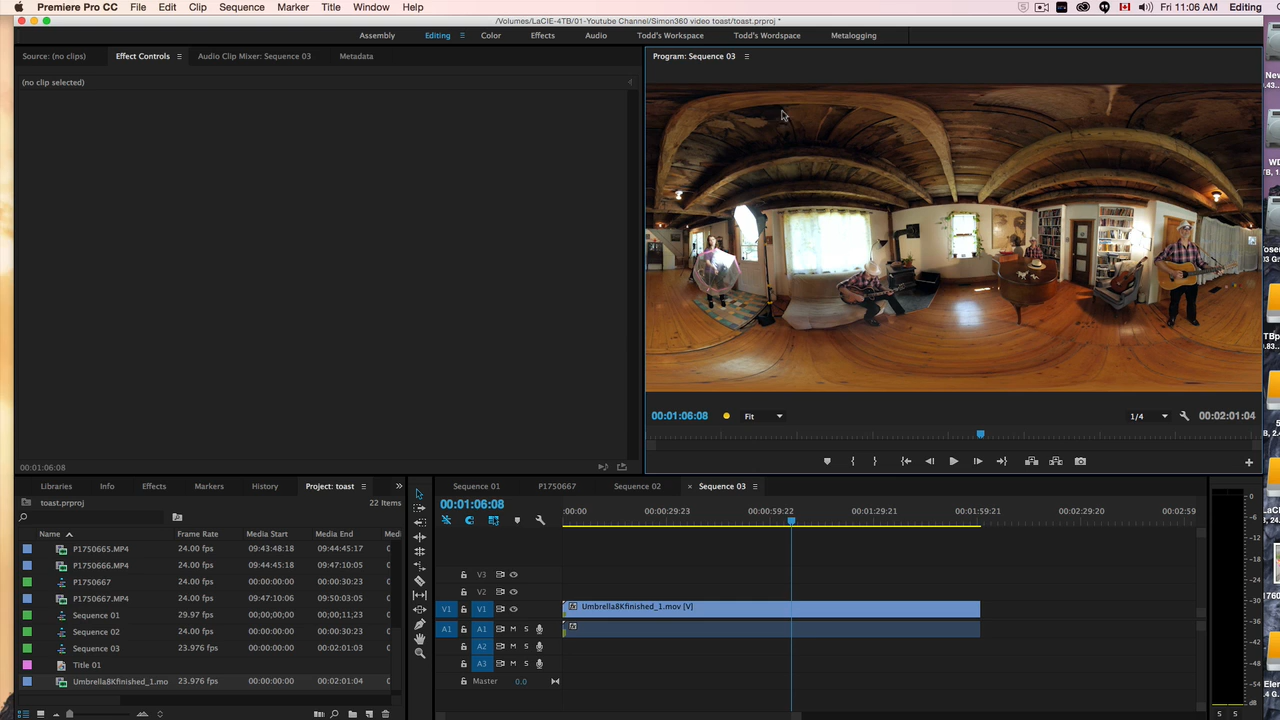 Premiere Pro CC File Edit Clip Sequence Marker Title Window Help Fri 11:06 AM Editing
/Volumes/LaCIE-4TB/01-Youtube Channel/Simon360 video toast/toast.prproj *
Assembly Editing Color Effects Audio Todd's Workspace Todd's Wordspace Metalogging
Source: (no clips) Effect Controls Audio Clip Mixer: Sequence 03 Metadata Program: Sequence 03
(no clip selected)
00:01:06:08 Fit 1/4 00:02:01:04
00:01:06:08
Libraries Info Effects Markers History Project: toast Sequence 01 P1750667 Sequence 02 × Sequence 03
toast.prproj 22 Items 00:01:06:08
:00:00 00:00:29:23 00:00:59:22 00:01:29:21 00:01:59:21 00:02:29:20 00:02:59
Name Frame Rate Media Start Media End
P1750665.MP4 24.00 fps 09:43:48:18 09:44:45:17
P1750666.MP4 24.00 fps 09:44:45:18 09:47:10:05
P1750667 24.00 fps 00:00:00:00 00:00:30:23
P1750667.MP4 24.00 fps 09:47:10:06 09:50:03:05
Sequence 01 29.97 fps 00;00;00;00 00;00;11;23
Sequence 02 24.00 fps 00:00:00:00 00:00:30:23
Sequence 03 23.976 fps 00:00:00:00 00:02:01:03
Title 01
Umbrella8Kfinished_1.mo 23.976 fps 00:00:00:00 00:02:01:04
V3
V2
V1 V1 Umbrella8Kfinished_1.mov [V]
A1 A1 M S
A2 M S
A3 M S
Master 0.0
0
-6
-12
-18
-24
-30
-36
-42
-48
-54
dB
S S